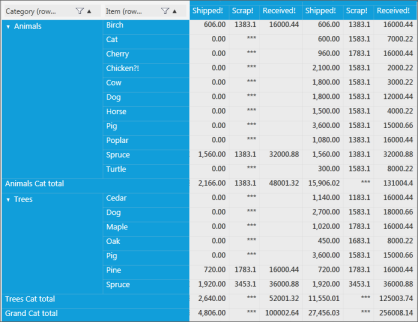 Category (row... Item (row... Shipped! Scrap! Received! Shipped! Scrap! Received!
Animals Birch 606.00 1383.1 16000.44 606.00 1383.1 16000.44
Cat 0.00 *** 600.00 1583.1 7000.22
Cherry 0.00 *** 960.00 1783.1 16000.44
Chicken?! 0.00 *** 2,100.00 1583.1 2000.22
Cow 0.00 *** 1,800.00 1583.1 3000.22
Dog 0.00 *** 1,800.00 1583.1 12000.44
Horse 0.00 *** 1,500.00 1583.1 4000.22
Pig 0.00 *** 3,600.00 1583.1 15000.66
Poplar 0.00 *** 1,080.00 1383.1 16000.44
Spruce 1,560.00 1383.1 32000.88 1,560.00 1383.1 32000.88
Turtle 0.00 *** 300.00 1583.1 8000.22
Animals Cat total 2,166.00 1383.1 48001.32 15,906.02 *** 131004.4
Trees Cedar 0.00 *** 1,140.00 1183.1 16000.44
Dog 0.00 *** 2,700.00 1583.1 18000.66
Maple 0.00 *** 1,020.00 1783.1 16000.44
Oak 0.00 *** 450.00 1683.1 8000.22
Pig 0.00 *** 3,600.00 1583.1 15000.66
Pine 720.00 1783.1 16000.44 720.00 1783.1 16000.44
Spruce 1,920.00 3453.1 36000.88 1,920.00 3453.1 36000.88
Trees Cat total 2,640.00 *** 52001.32 11,550.01 *** 125003.74
Grand Cat total 4,806.00 *** 100002.64 27,456.03 *** 256008.14